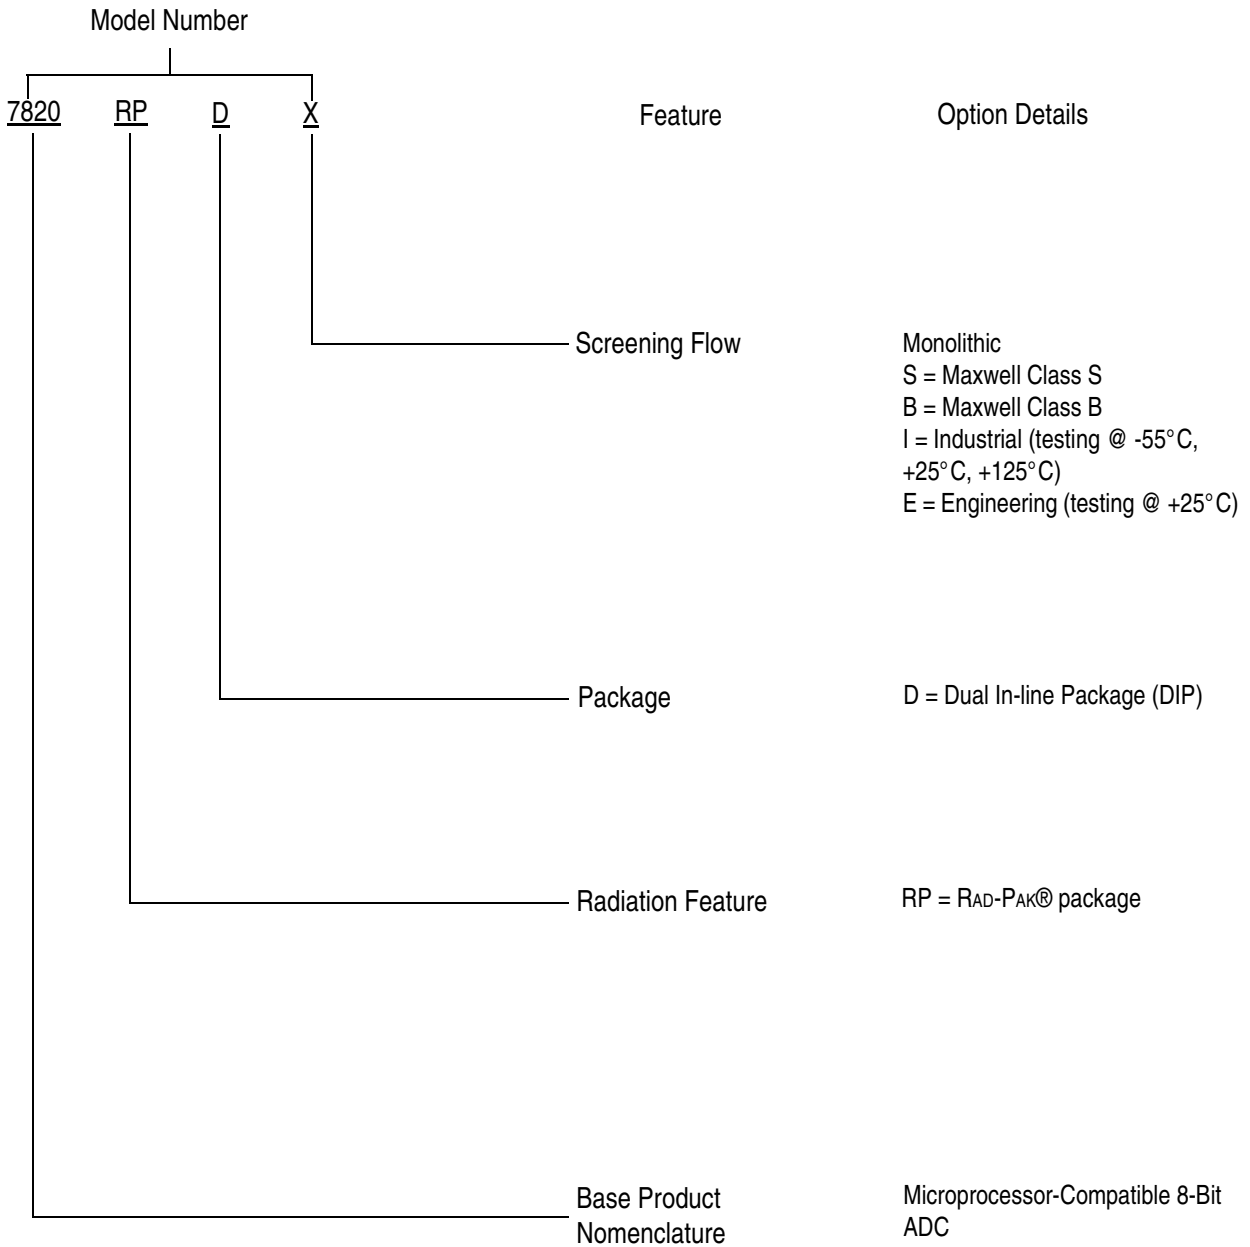 Model Number
7820 RP D X
Feature Option Details
Screening Flow
Monolithic
S = Maxwell Class S
B = Maxwell Class B
I = Industrial (testing @ -55°C,
+25°C, +125°C)
E = Engineering (testing @ +25°C)
Package
D = Dual In-line Package (DIP)
Radiation Feature
RP = RAD-PAK® package
Base Product
Nomenclature
Microprocessor-Compatible 8-Bit
ADC